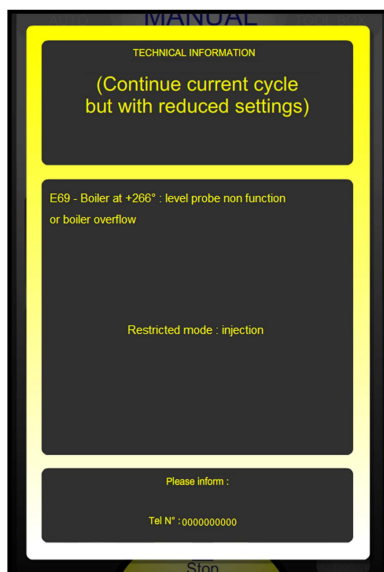 MANUAL
TECHNICAL INFORMATION
(Continue current cycle
but with reduced settings)
E69 - Boiler at +266° : level probe non function
or boiler overflow
Restricted mode : injection
Please inform :
Tel N° : 0000000000
Stop